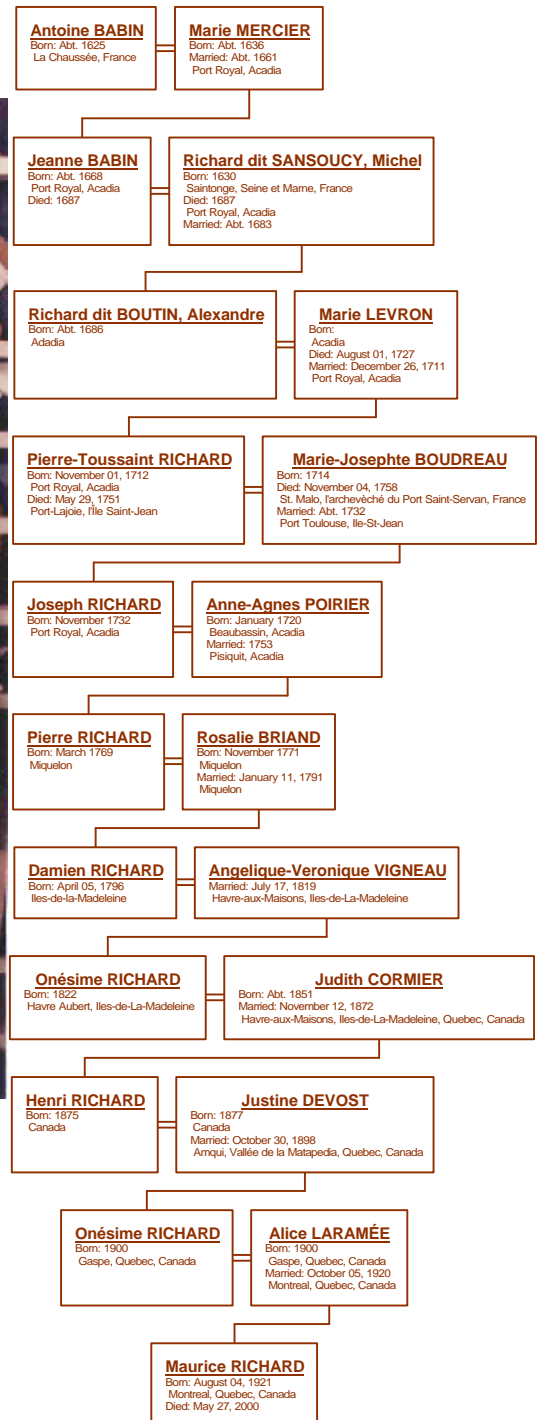 Antoine BABIN
Born: Abt. 1625
La Chaussée, France
Marie MERCIER
Born: Abt. 1636
Married: Abt. 1661
Port Royal, Acadia
Jeanne BABIN
Born: Abt. 1668
Port Royal, Acadia
Died: 1687
Richard dit SANSOUCY, Michel
Born: 1630
Saintonge, Seine et Marne, France
Died: 1687
Port Royal, Acadia
Married: Abt. 1683
Richard dit BOUTIN, Alexandre
Born: Abt. 1686
Adadia
Marie LEVRON
Born:
Acadia
Died: August 01, 1727
Married: December 26, 1711
Port Royal, Acadia
Pierre-Toussaint RICHARD
Born: November 01, 1712
Port Royal, Acadia
Died: May 29, 1751
Port-Lajoie, l'Île Saint-Jean
Marie-Josephte BOUDREAU
Born: 1714
Died: November 04, 1758
St. Malo, l'archevèché du Port Saint-Servan, France
Married: Abt. 1732
Port Toulouse, Ile-St-Jean
Joseph RICHARD
Born: November 1732
Port Royal, Acadia
Anne-Agnes POIRIER
Born: January 1720
Beaubassin, Acadia
Married: 1753
Pisiquit, Acadia
Pierre RICHARD
Born: March 1769
Miquelon
Rosalie BRIAND
Born: November 1771
Miquelon
Married: January 11, 1791
Miquelon
Damien RICHARD
Born: April 05, 1796
Iles-de-la-Madeleine
Angelique-Veronique VIGNEAU
Married: July 17, 1819
Havre-aux-Maisons, Iles-de-La-Madeleine
Onésime RICHARD
Born: 1822
Havre Aubert, Iles-de-La-Madeleine
Judith CORMIER
Born: Abt. 1851
Married: November 12, 1872
Havre-aux-Maisons, Iles-de-La-Madeleine, Quebec, Canada
Henri RICHARD
Born: 1875
Canada
Justine DEVOST
Born: 1877
Canada
Married: October 30, 1898
Amqui, Vallée de la Matapedia, Quebec, Canada
Onésime RICHARD
Born: 1900
Gaspe, Quebec, Canada
Alice LARAMÉE
Born: 1900
Gaspe, Quebec, Canada
Married: October 05, 1920
Montreal, Quebec, Canada
Maurice RICHARD
Born: August 04, 1921
Montreal, Quebec, Canada
Died: May 27, 2000